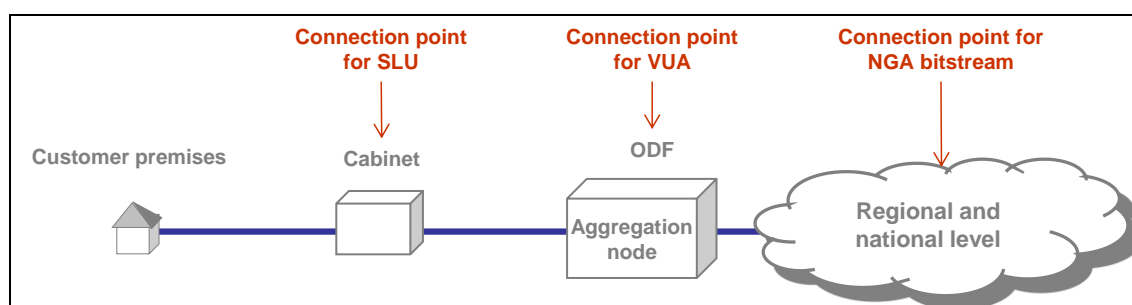 Connection point
for SLU
Connection point
for VUA
Connection point for
NGA bitstream
Customer premises
Cabinet
ODF
Aggregation
node
Regional and
national level